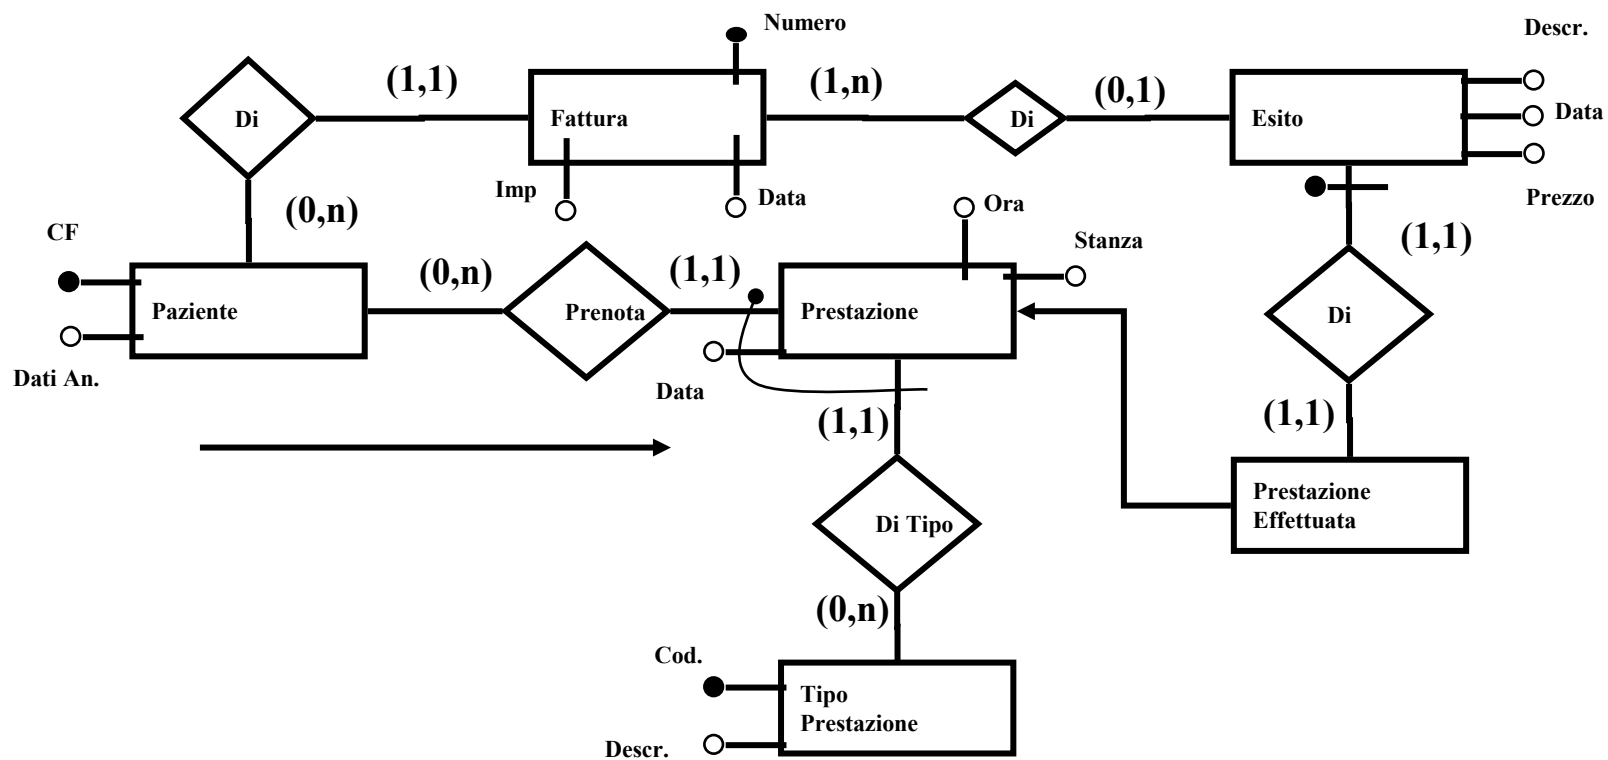 Numero
Descr.
(1,1)
(1,n)
(0,1)
Di
Fattura
Di
Esito
Data
Imp
Data
Prezzo
(0,n)
Ora
CF
Stanza
(1,1)
(0,n)
(1,1)
Paziente
Prenota
Prestazione
Di
Dati An.
Data
(1,1)
(1,1)
Prestazione
Effettuata
Di Tipo
(0,n)
Cod.
Tipo
Prestazione
Descr.